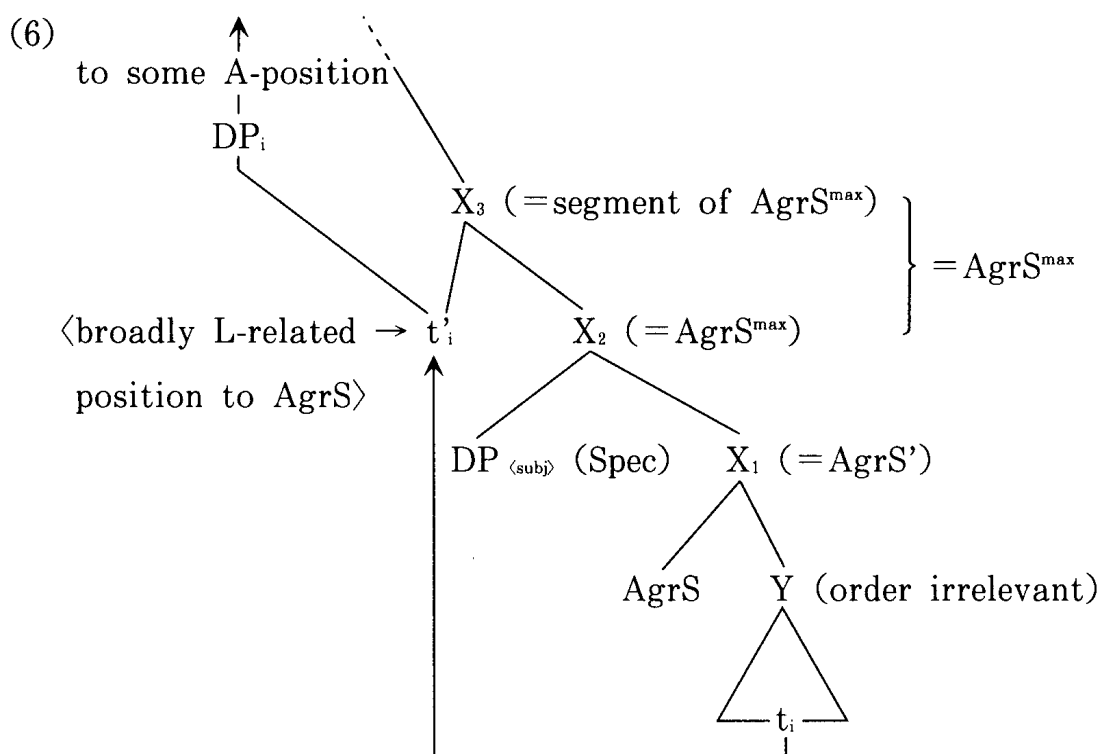 (6)
to some A-position
DPᵢ
X₃ (=segment of AgrSᵐᵃˣ)
=AgrSᵐᵃˣ
〈broadly L-related → t'ᵢ
X₂ (=AgrSᵐᵃˣ)
position to AgrS〉
DP 〈subj〉 (Spec)
X₁ (=AgrS')
AgrS
Y (order irrelevant)
tᵢ